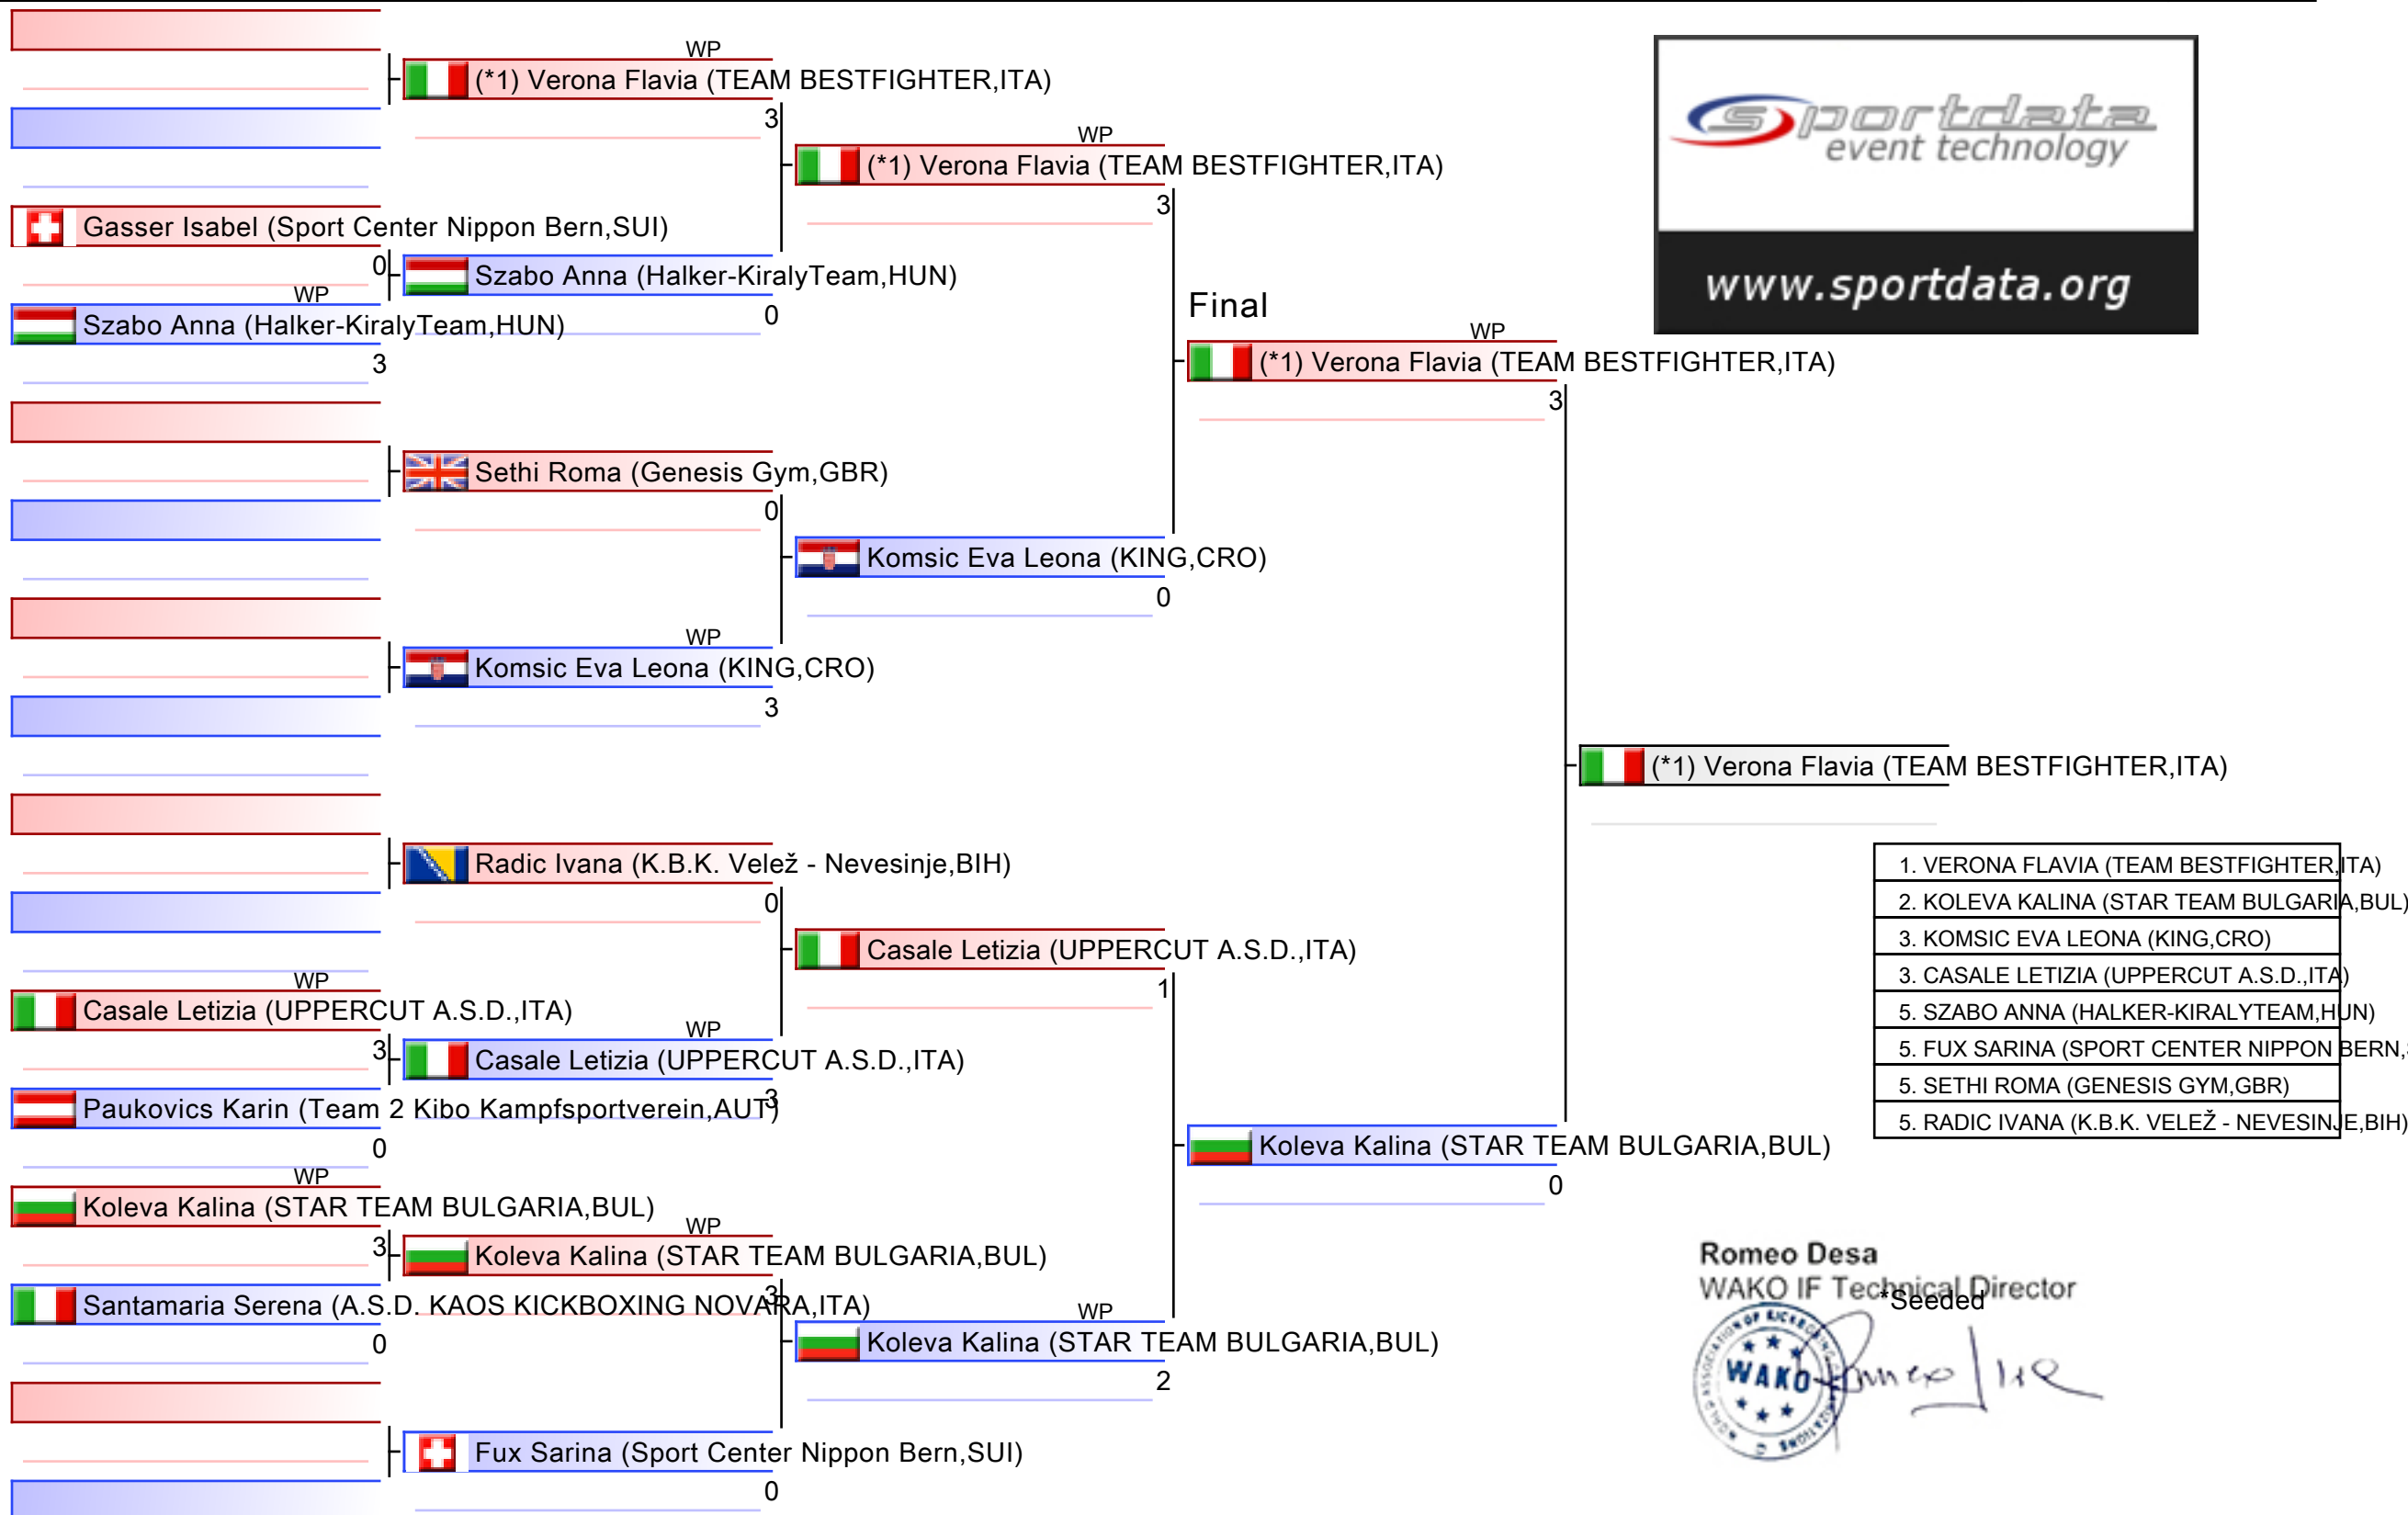 WP
(*1) Verona Flavia (TEAM BESTFIGHTER,ITA)
3
WP
(*1) Verona Flavia (TEAM BESTFIGHTER,ITA)
3
Gasser Isabel (Sport Center Nippon Bern,SUI)
0
Szabo Anna (Halker-KiralyTeam,HUN)
0
WP
Szabo Anna (Halker-KiralyTeam,HUN)
3
Final
WP
(*1) Verona Flavia (TEAM BESTFIGHTER,ITA)
3
Sethi Roma (Genesis Gym,GBR)
0
Komsic Eva Leona (KING,CRO)
0
WP
Komsic Eva Leona (KING,CRO)
3
(*1) Verona Flavia (TEAM BESTFIGHTER,ITA)
Radic Ivana (K.B.K. Velež - Nevesinje,BIH)
0
Casale Letizia (UPPERCUT A.S.D.,ITA)
1
WP
Casale Letizia (UPPERCUT A.S.D.,ITA)
3
WP
Casale Letizia (UPPERCUT A.S.D.,ITA)
3
Paukovics Karin (Team 2 Kibo Kampfsportverein,AUT)
0
Koleva Kalina (STAR TEAM BULGARIA,BUL)
0
WP
Koleva Kalina (STAR TEAM BULGARIA,BUL)
3
WP
Koleva Kalina (STAR TEAM BULGARIA,BUL)
3
Santamaria Serena (A.S.D. KAOS KICKBOXING NOVARA,ITA)
0
WP
Koleva Kalina (STAR TEAM BULGARIA,BUL)
2
Fux Sarina (Sport Center Nippon Bern,SUI)
0
sportdata
event technology
www.sportdata.org
1. VERONA FLAVIA (TEAM BESTFIGHTER,ITA)
2. KOLEVA KALINA (STAR TEAM BULGARIA,BUL)
3. KOMSIC EVA LEONA (KING,CRO)
3. CASALE LETIZIA (UPPERCUT A.S.D.,ITA)
5. SZABO ANNA (HALKER-KIRALYTEAM,HUN)
5. FUX SARINA (SPORT CENTER NIPPON BERN,
5. SETHI ROMA (GENESIS GYM,GBR)
5. RADIC IVANA (K.B.K. VELEŽ - NEVESINJE,BIH)
Romeo Desa
WAKO IF Technical Director
*Seeded
WAKO